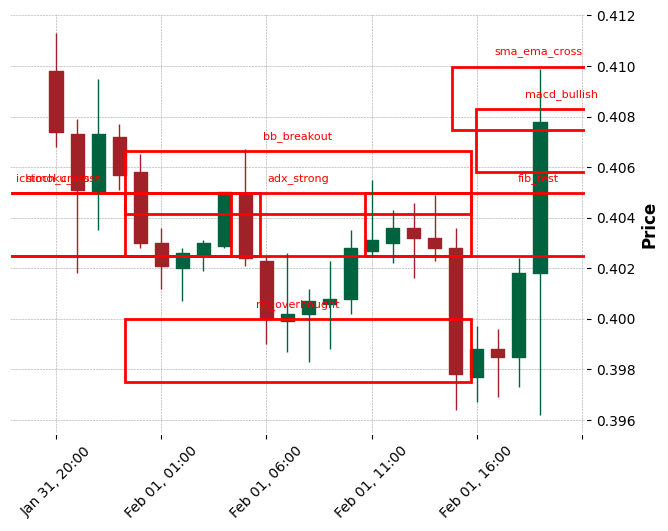 0.412
sma_ema_cross
0.410
macd_bullish
0.408
bb_breakout
0.406
adx_strong
0.404
0.402
0.400
0.398
0.396
Price
Jan 31, 20:00
Feb 01, 01:00
Feb 01, 06:00
Feb 01, 11:00
Feb 01, 16:00